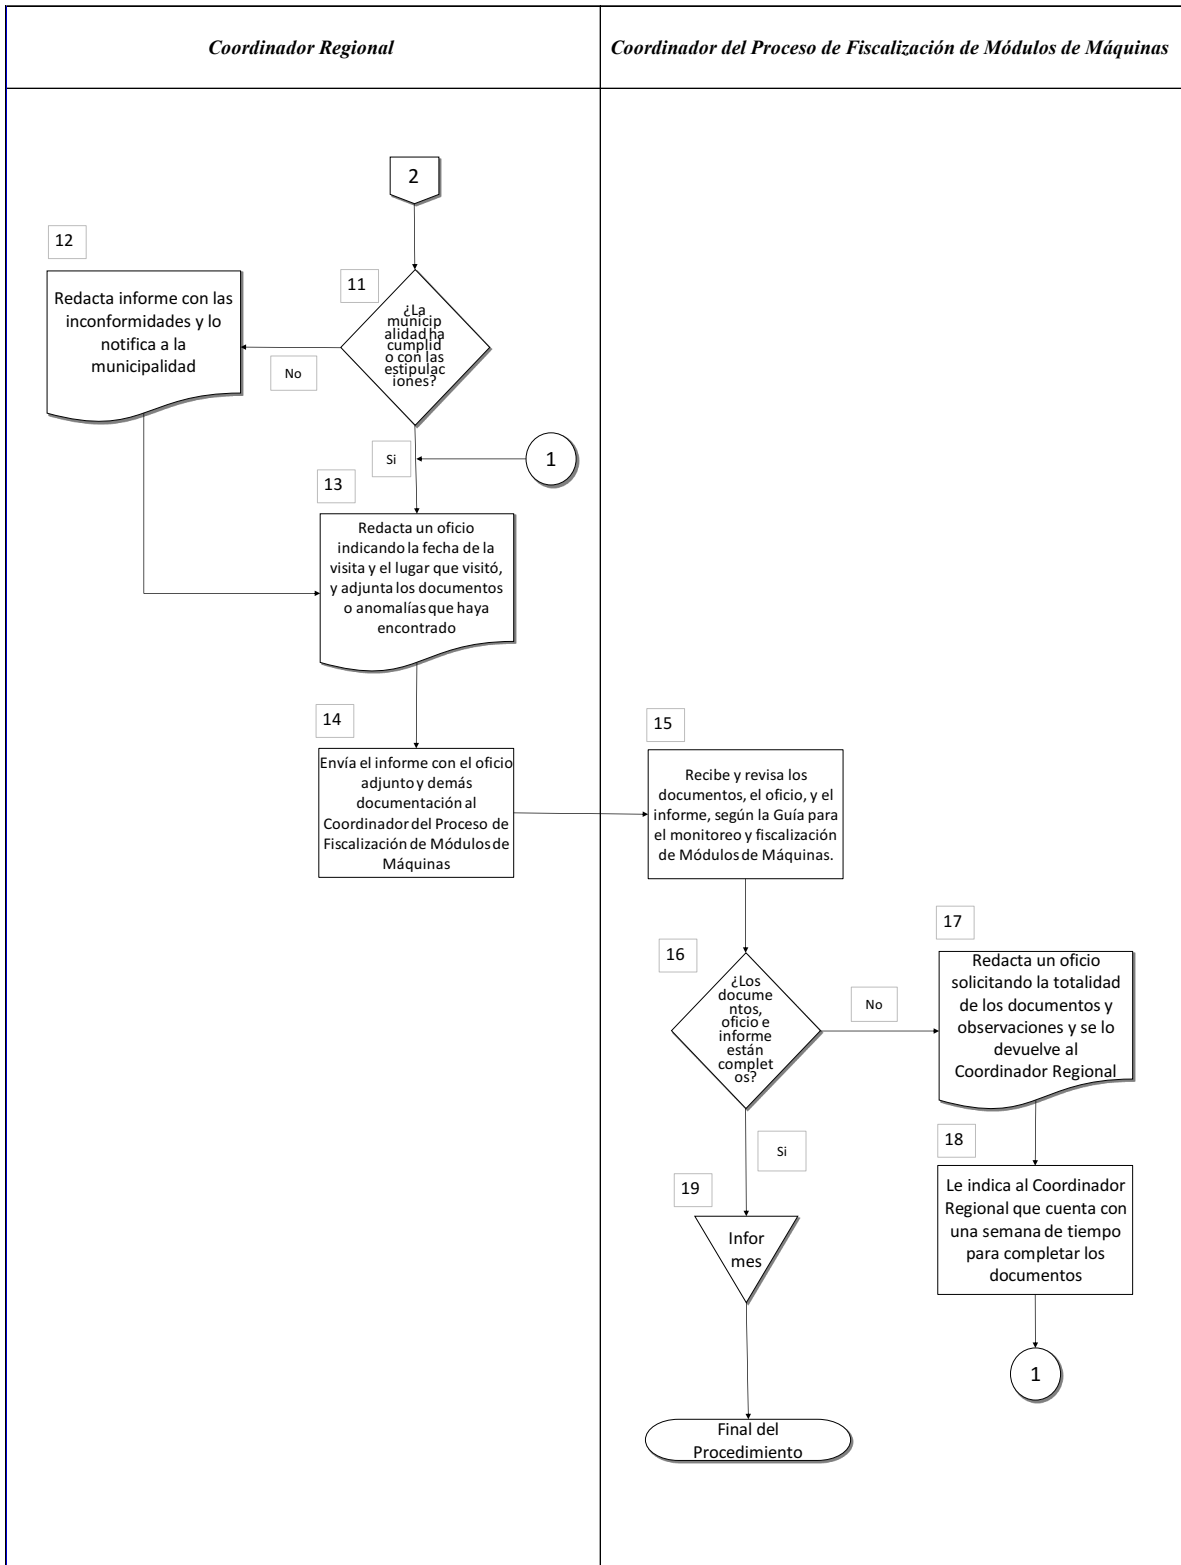 Coordinador Regional
Coordinador del Proceso de Fiscalización de Módulos de Máquinas
2
12
Redacta informe con las
inconformidades y lo
notifica a la
municipalidad
11
¿La
municip
alidad ha
cumplid
o con las
estipulac
iones?
No
Si
1
13
Redacta un oficio
indicando la fecha de la
visita y el lugar que visitó,
y adjunta los documentos
o anomalías que haya
encontrado
14
Envía el informe con el oficio
adjunto y demás
documentación al
Coordinador del Proceso de
Fiscalización de Módulos de
Máquinas
15
Recibe y revisa los
documentos, el oficio, y el
informe, según la Guía para
el monitoreo y fiscalización
de Módulos de Máquinas.
16
¿Los
docume
ntos,
oficio e
informe
están
complet
os?
No
17
Redacta un oficio
solicitando la totalidad
de los documentos y
observaciones y se lo
devuelve al
Coordinador Regional
Si
18
Le indica al Coordinador
Regional que cuenta con
una semana de tiempo
para completar los
documentos
19
Infor
mes
1
Final del
Procedimiento